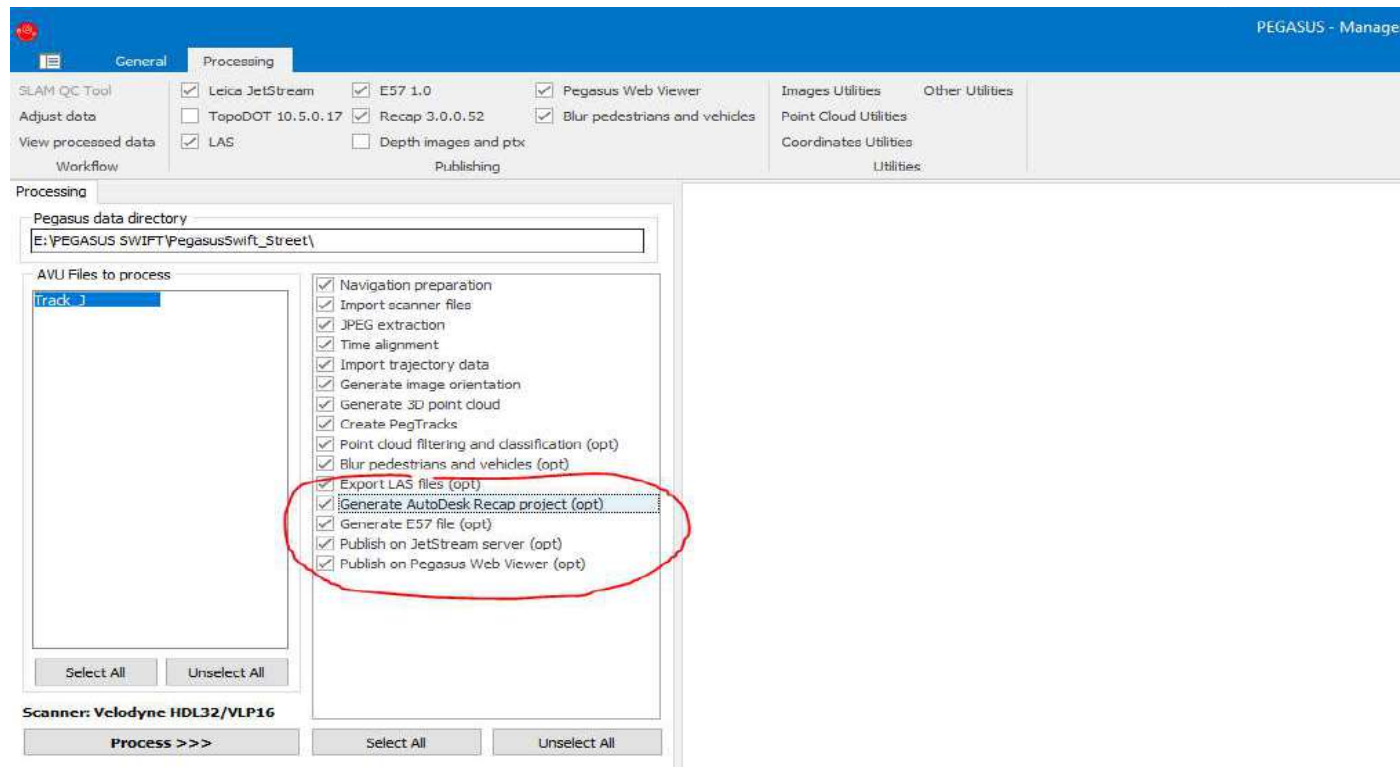 PEGASUS - Manage
General Processing
SLAM QC Tool
Adjust data
View processed data
Workflow
Leica JetStream E57 1.0 Pegasus Web Viewer
TopoDOT 10.5.0.17 Recap 3.0.0.52 Blur pedestrians and vehicles
LAS Depth images and ptx
Publishing
Images Utilities Other Utilities
Point Cloud Utilities
Coordinates Utilities
Utilities
Processing
Pegasus data directory
E:\PEGASUS SWIFT\PegasusSwift_Street\
AVU Files to process
Track_J
Navigation preparation
Import scanner files
JPEG extraction
Time alignment
Import trajectory data
Generate image orientation
Generate 3D point cloud
Create PegTracks
Point cloud filtering and classification (opt)
Blur pedestrians and vehicles (opt)
Export LAS files (opt)
Generate AutoDesk Recap project (opt)
Generate E57 file (opt)
Publish on JetStream server (opt)
Publish on Pegasus Web Viewer (opt)
Select All Unselect All
Scanner: Velodyne HDL32/VLP16
Process >>> Select All Unselect All